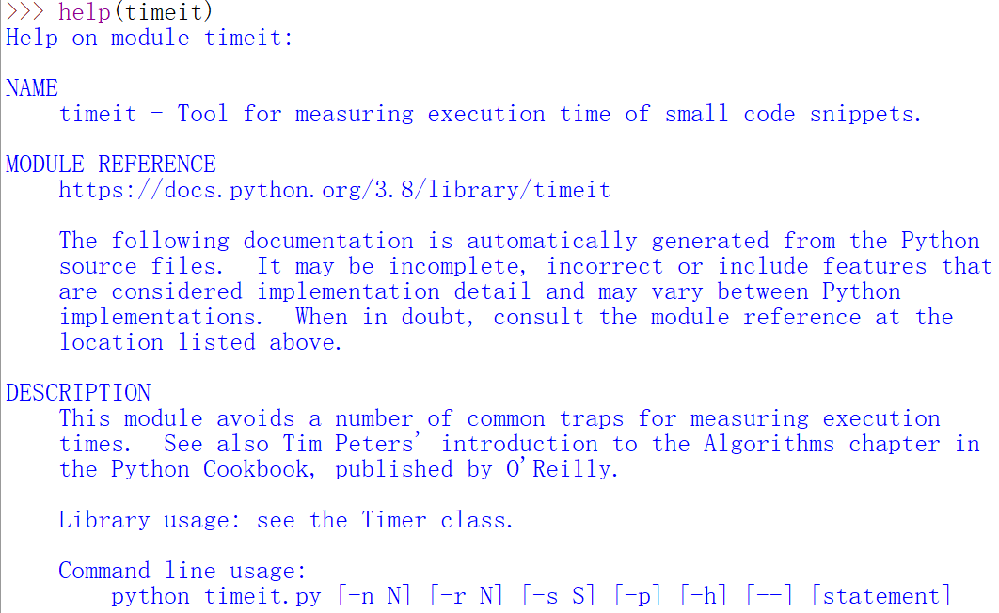 >>> help(timeit)
Help on module timeit:
NAME
timeit - Tool for measuring execution time of small code snippets.
MODULE REFERENCE
https://docs.python.org/3.8/library/timeit
The following documentation is automatically generated from the Python
source files.  It may be incomplete, incorrect or include features that
are considered implementation detail and may vary between Python
implementations.  When in doubt, consult the module reference at the
location listed above.
DESCRIPTION
This module avoids a number of common traps for measuring execution
times.  See also Tim Peters' introduction to the Algorithms chapter in
the Python Cookbook, published by O'Reilly.
Library usage: see the Timer class.
Command line usage:
python timeit.py [-n N] [-r N] [-s S] [-p] [-h] [--] [statement]